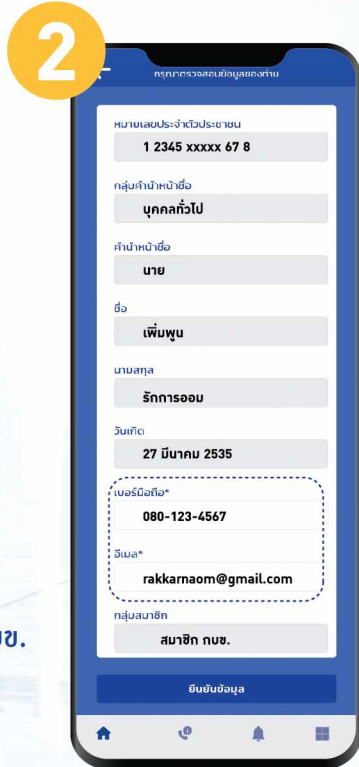 2
กรุณาตรวจสอบข้อมูลของท่าน
หมายเลขประจำตัวประชาชน
1 2345 xxxxx 67 8
กลุ่มคำนำหน้าชื่อ
บุคคลทั่วไป
คำนำหน้าชื่อ
นาย
ชื่อ
เพิ่มพูน
นามสกุล
รักการออม
วันเกิด
27 มีนาคม 2535
เบอร์มือถือ*
080-123-4567
อีเมล*
rakkarnaom@gmail.com
กลุ่มสมาชิก
สมาชิก กบข.
ยืนยันข้อมูล